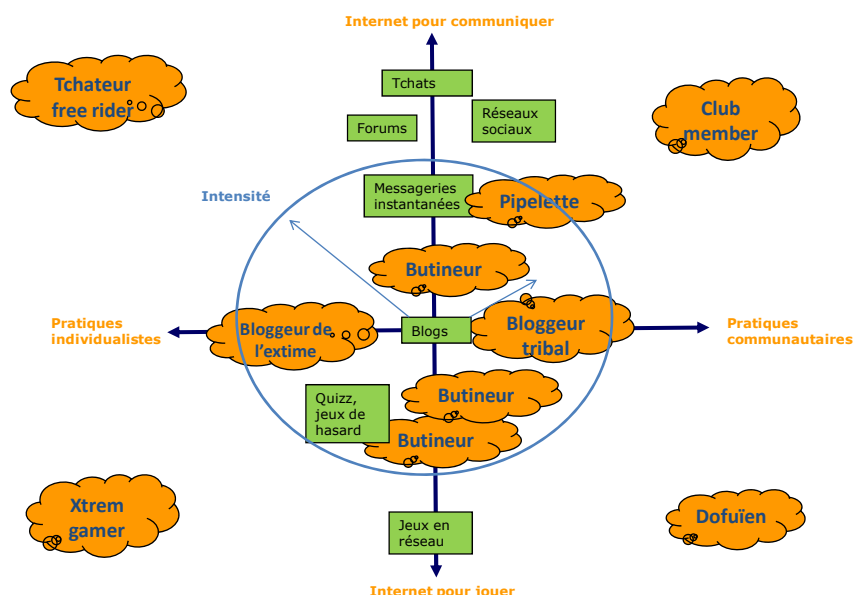 Internet pour communiquer
Tchateur
free rider
Tchats
Réseaux
sociaux
Forums
Club
member
Intensité
Messageries
instantanées
Pipelette
Butineur
Pratiques
individualistes
Bloggeur de
l'extime
Blogs
Bloggeur
tribal
Pratiques
communautaires
Quizz,
jeux de
hasard
Butineur
Butineur
Xtrem
gamer
Jeux en
réseau
Dofuïen
Internet pour jouer